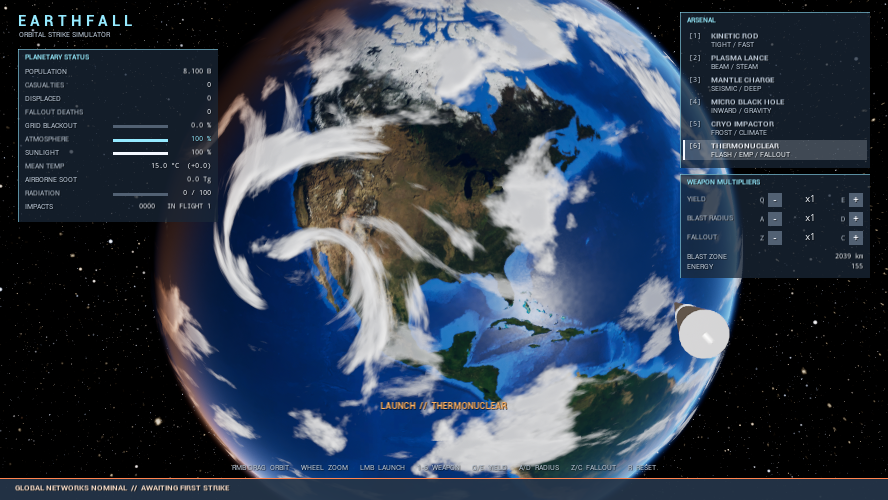 EARTHFALL
ORBITAL STRIKE SIMULATOR
PLANETARY STATUS
POPULATION 8.100 B
CASUALTIES 0
DISPLACED 0
FALLOUT DEATHS 0
GRID BLACKOUT 0.0 %
ATMOSPHERE 100 %
SUNLIGHT 100 %
MEAN TEMP 15.0 °C (+0.0)
AIRBORNE SOOT 0.0 Tg
RADIATION 0 / 100
IMPACTS 0000 IN FLIGHT 1
ARSENAL
[1] KINETIC ROD
TIGHT / FAST
[2] PLASMA LANCE
BEAM / STEAM
[3] MANTLE CHARGE
SEISMIC / DEEP
[4] MICRO BLACK HOLE
INWARD / GRAVITY
[5] CRYO IMPACTOR
FROST / CLIMATE
[6] THERMONUCLEAR
FLASH / EMP / FALLOUT
WEAPON MULTIPLIERS
YIELD Q - x1 E +
BLAST RADIUS A - x1 D +
FALLOUT Z - x1 C +
BLAST ZONE 2039 km
ENERGY 155
LAUNCH // THERMONUCLEAR
RMB DRAG ORBIT WHEEL ZOOM LMB LAUNCH WEAPON YIELD A/D RADIUS Z/C FALLOUT R RESET
GLOBAL NETWORKS NOMINAL // AWAITING FIRST STRIKE